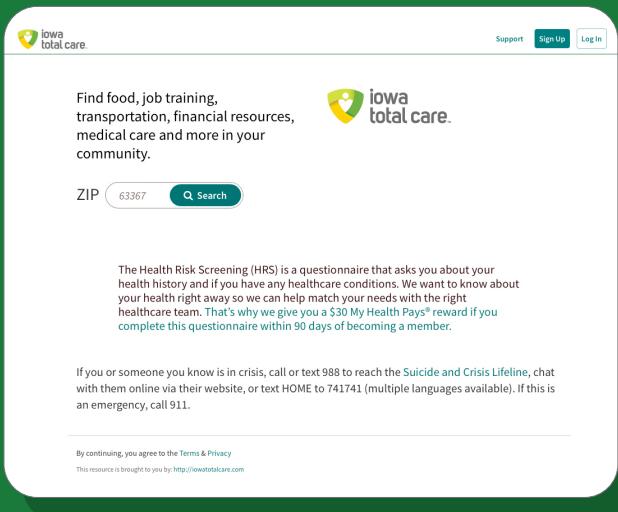 iowa
total care.
Support
Sign Up
Log In
Find food, job training,
transportation, financial resources,
medical care and more in your
community.
iowa
total care.
ZIP
63367
Search
The Health Risk Screening (HRS) is a questionnaire that asks you about your
health history and if you have any healthcare conditions. We want to know about
your health right away so we can help match your needs with the right
healthcare team. That's why we give you a $30 My Health Pays® reward if you
complete this questionnaire within 90 days of becoming a member.
If you or someone you know is in crisis, call or text 988 to reach the Suicide and Crisis Lifeline, chat
with them online via their website, or text HOME to 741741 (multiple languages available). If this is
an emergency, call 911.
By continuing, you agree to the Terms & Privacy
This resource is brought to you by: http://iowatotalcare.com